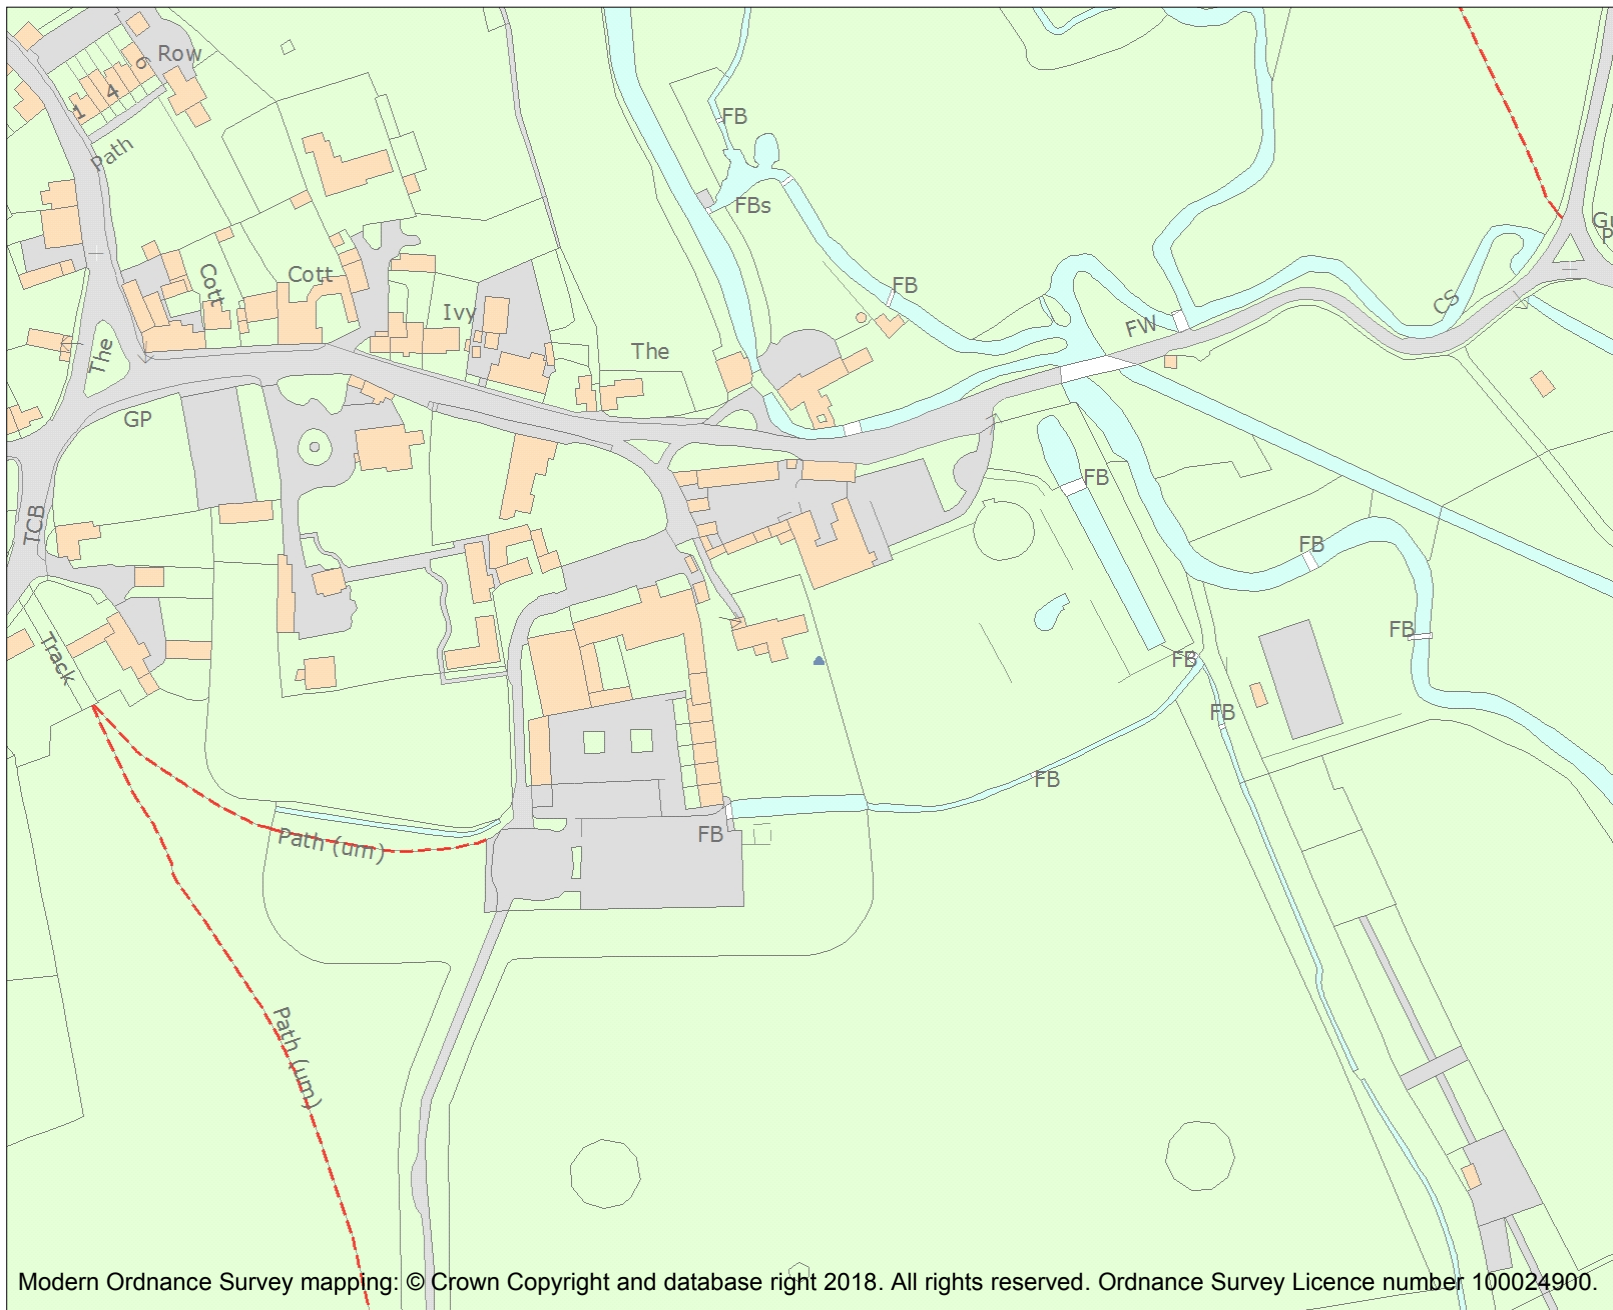 Row
6
4
1
Path
FB
FBs
Cott
Cott
FB
Ivy
FW
CS
The
The
GP
FB
TCB
FB
FB
Track
FB
FB
FB
FB
Path (um)
Path (um)
Modern Ordnance Survey mapping: © Crown Copyright and database right 2018. All rights reserved. Ordnance Survey Licence number 100024900.